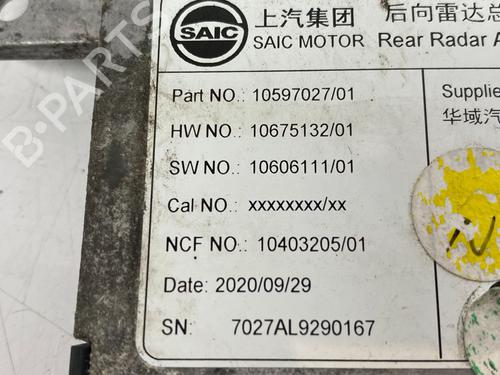 SAIC
上汽集团
SAIC MOTOR
后向雷达总
Rear Radar A
Part NO.: 10597027/01
HW NO.: 10675132/01
SW NO.: 10606111/01
Cal NO.: xxxxxxxx/xx
NCF NO.: 10403205/01
Date: 2020/09/29
SN: 7027AL9290167
Supplie
华域汽
N
B-PARTS